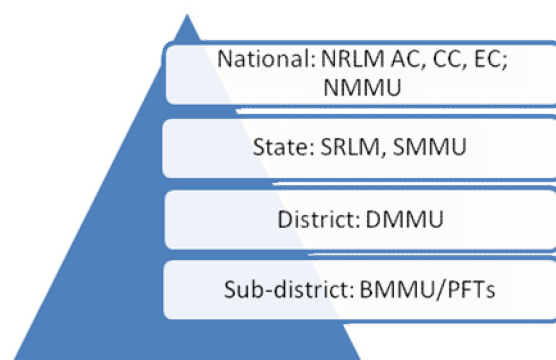 National: NRLM AC, CC, EC;
NMMU
State: SRLM, SMMU
District: DMMU
Sub-district: BMMU/PFTs